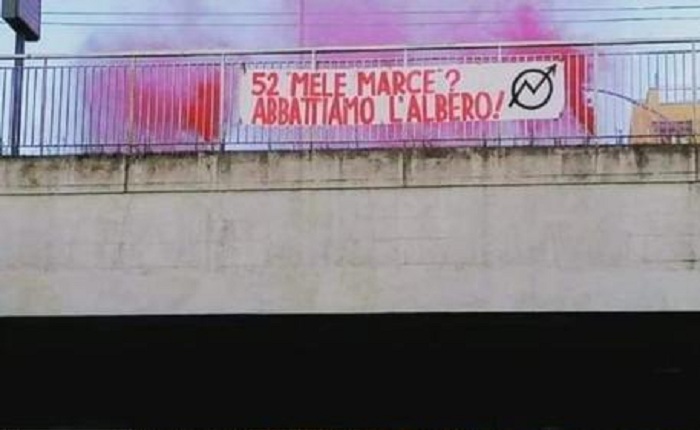 52 "MELE MARCE"?
ABBATTIAMO L'ALBERO!